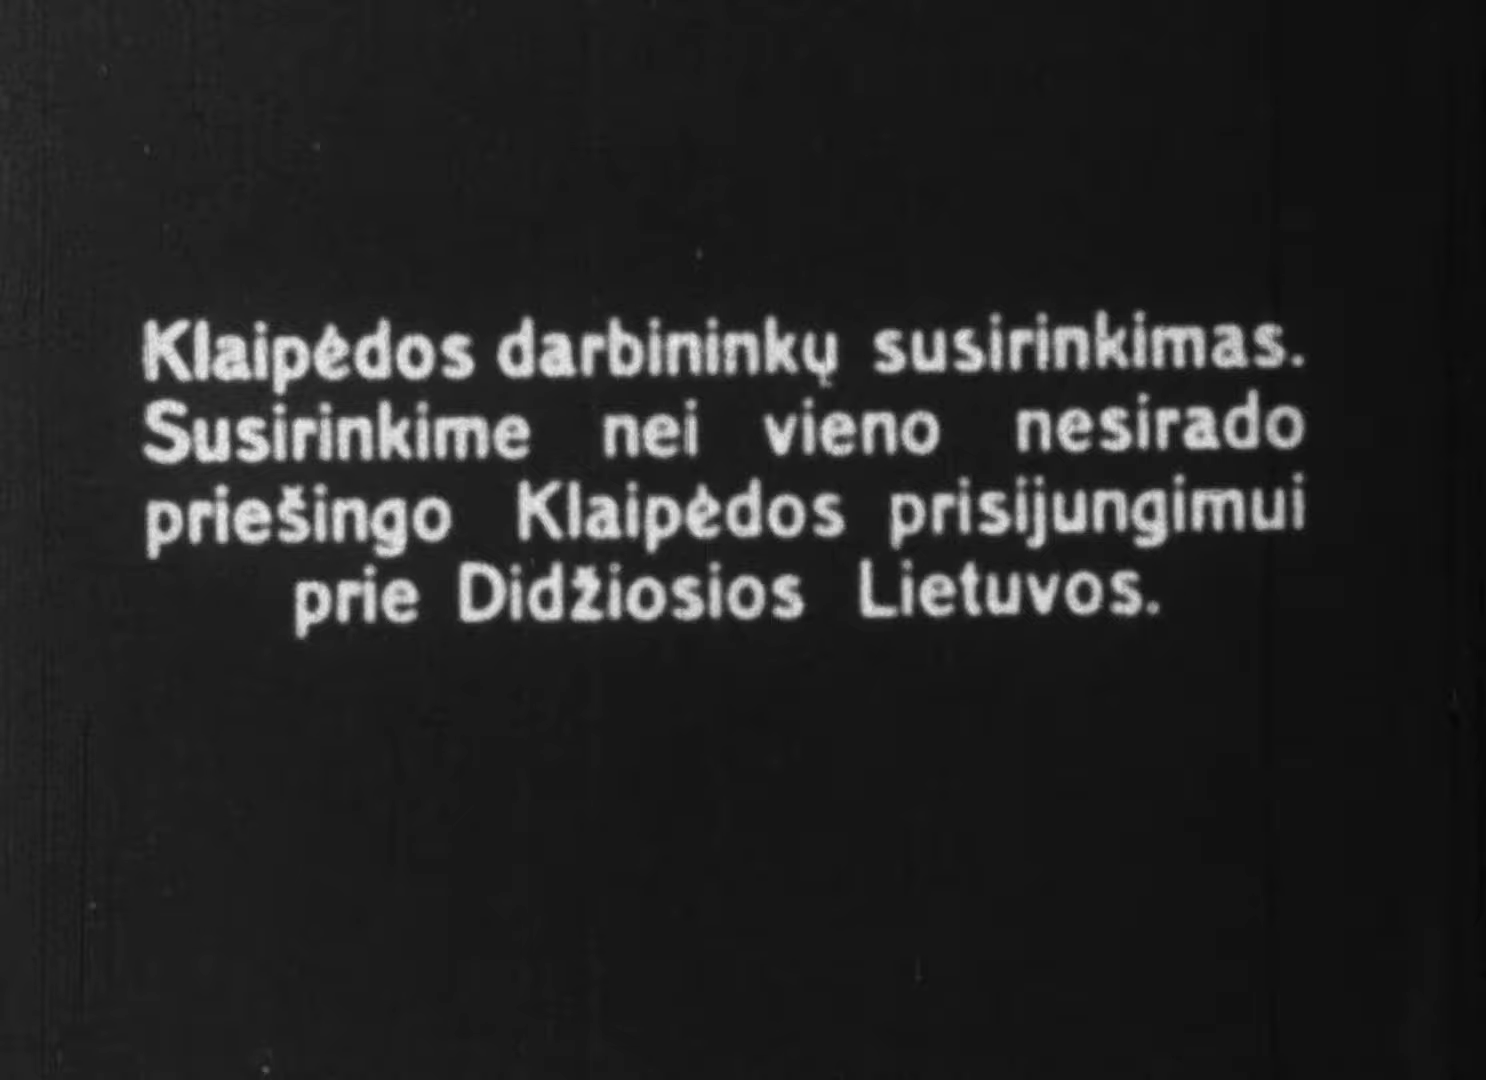 Klaipėdos darbininkų susirinkimas.
Susirinkime nei vieno nesirado
priešingo Klaipėdos prisijungimui
prie Didžiosios Lietuvos.